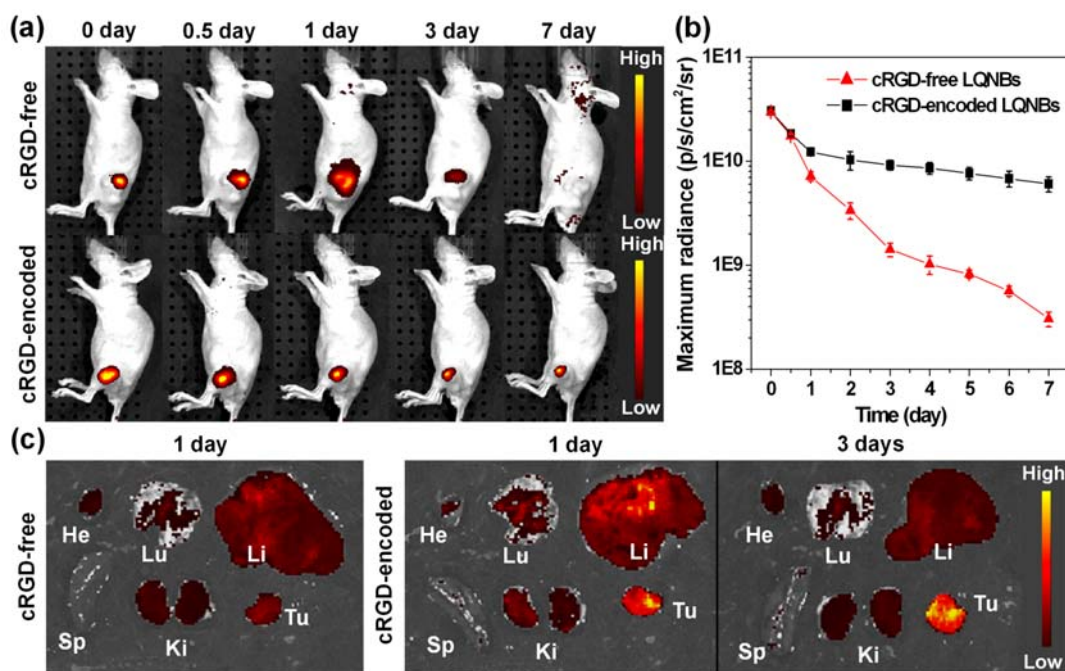 (a)
0 day 0.5 day 1 day 3 day 7 day
cRGD-free
High
Low
cRGD-encoded
High
Low
(b)
1E11
1E10
1E9
1E8
Maximum radiance (p/s/cm²/sr)
cRGD-free LQNBs
cRGD-encoded LQNBs
0 1 2 3 4 5 6 7
Time (day)
(c)
1 day 1 day 3 days
cRGD-free
He Lu Li
Sp Ki Tu
cRGD-encoded
He Lu Li
Sp Ki Tu
He Lu Li
Sp Ki Tu
High
Low